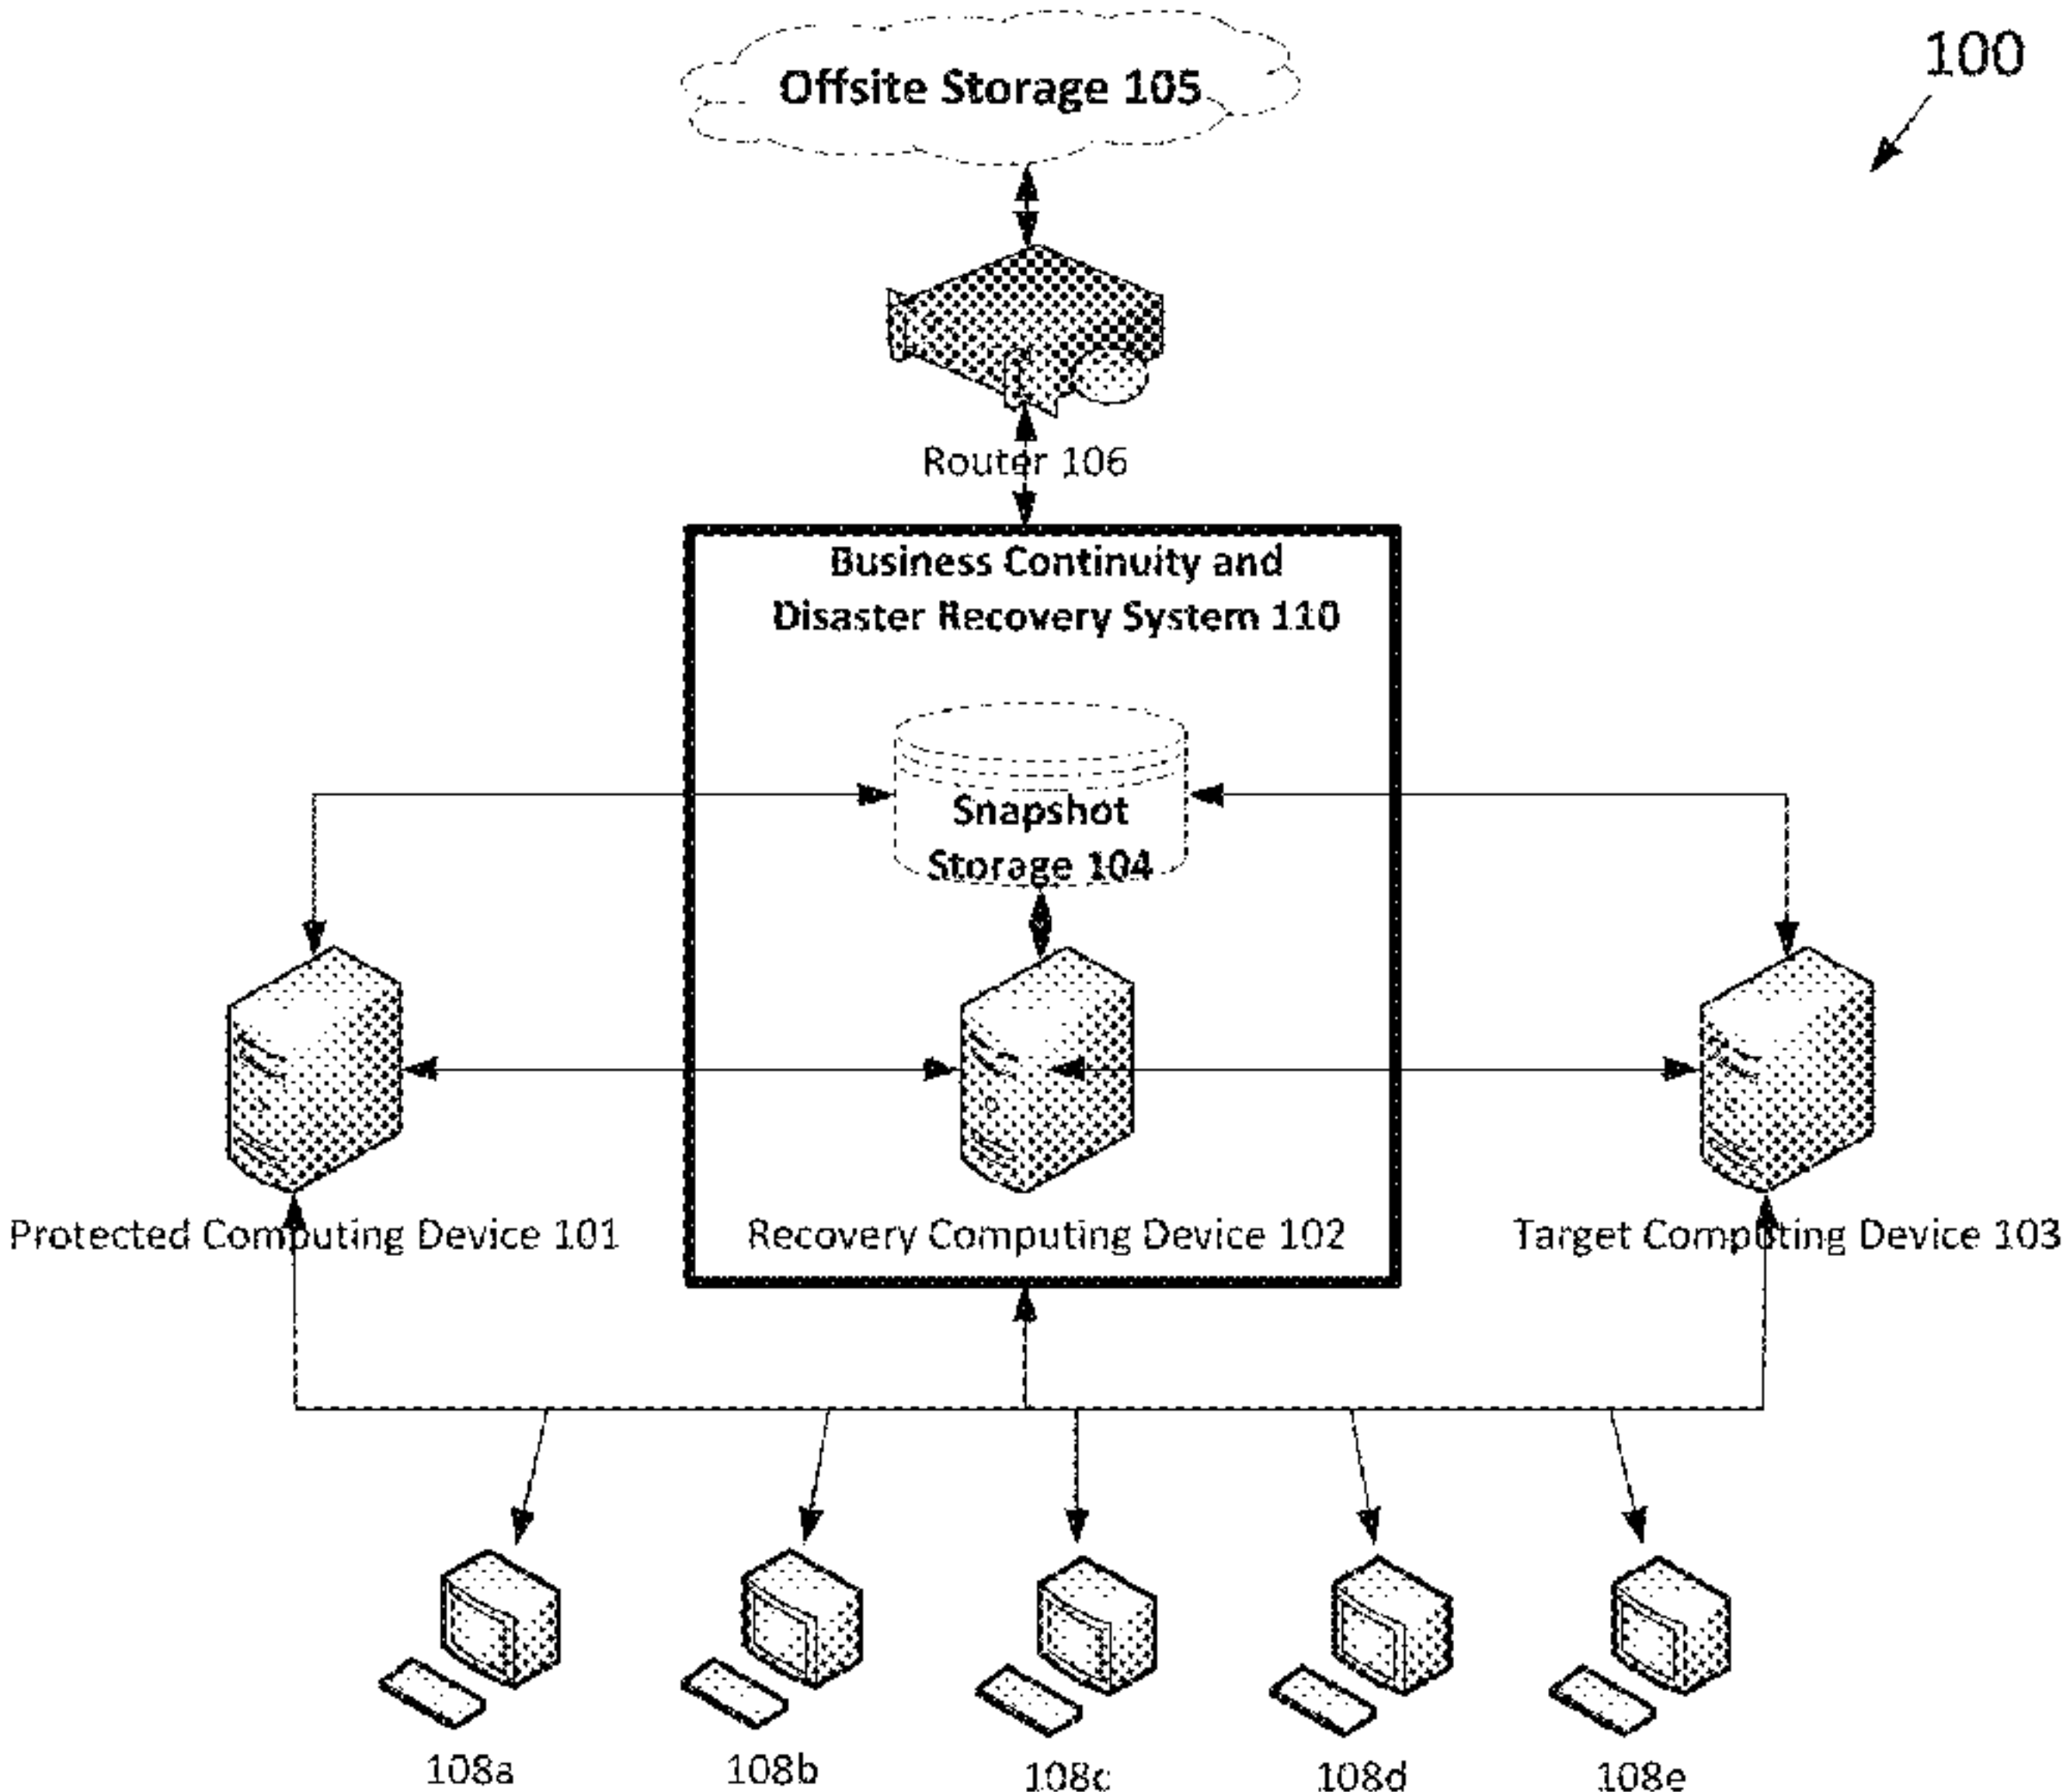 100
Offsite Storage 105
Router 106
Business Continuity and
Disaster Recovery System 110
Snapshot
Storage 104
Protected Computing Device 101
Recovery Computing Device 102
Target Computing Device 103
108a
108b
108c
108d
108e